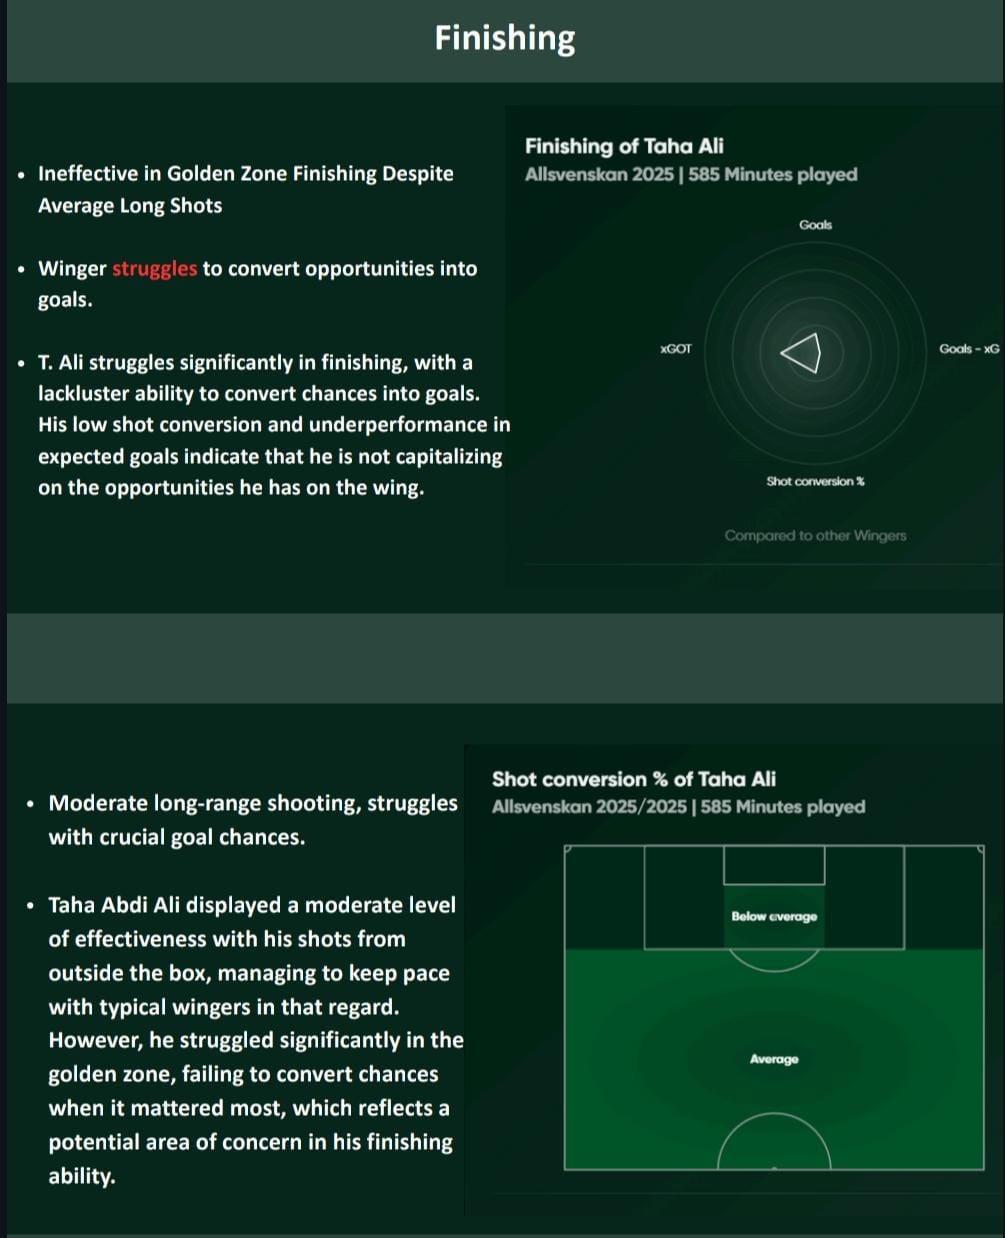 Finishing
• Ineffective in Golden Zone Finishing Despite
Average Long Shots
• Winger struggles to convert opportunities into
goals.
• T. Ali struggles significantly in finishing, with a
lackluster ability to convert chances into goals.
His low shot conversion and underperformance in
expected goals indicate that he is not capitalizing
on the opportunities he has on the wing.
Finishing of Taha Ali
Allsvenskan 2025 | 585 Minutes played
Goals
xGOT
Goals - xG
Shot conversion %
Compared to other Wingers
• Moderate long-range shooting, struggles
with crucial goal chances.
• Taha Abdi Ali displayed a moderate level
of effectiveness with his shots from
outside the box, managing to keep pace
with typical wingers in that regard.
However, he struggled significantly in the
golden zone, failing to convert chances
when it mattered most, which reflects a
potential area of concern in his finishing
ability.
Shot conversion % of Taha Ali
Allsvenskan 2025/2025 | 585 Minutes played
Below average
Average